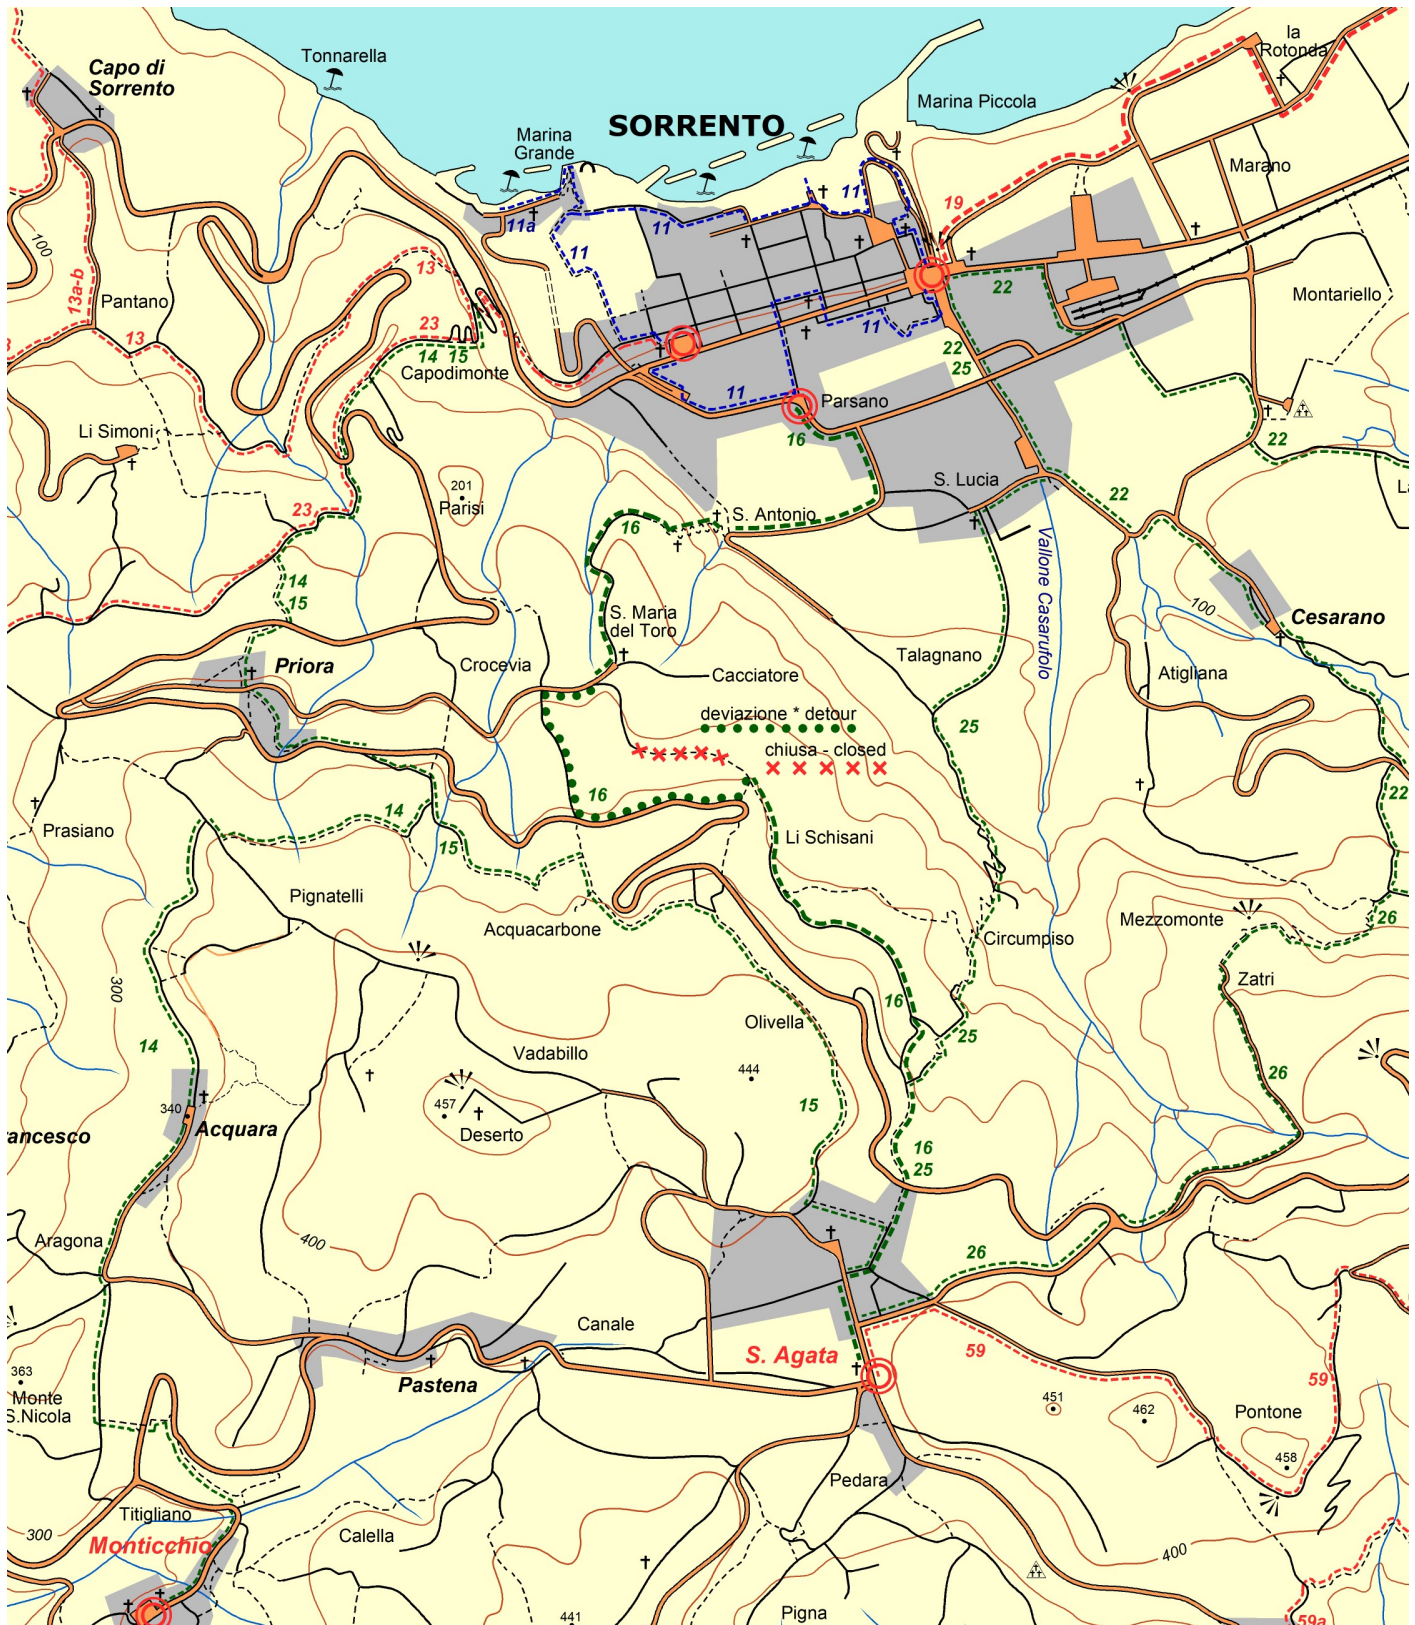 la
Rotonda
Tonnarella
Capo di
Sorrento
Marina Piccola
SORRENTO
Marina
Grande
Marano
11
11
19
11a
11
11
100
13
13a-b
22
Montariello
Pantano
13
23
11
14 15
22
25
Capodimonte
11
Parsano
Li Simoni
16
22
S. Lucia
201
Parisi
22
23
16
S. Antonio
Vallone Casarufolo
14
15
100
Cesarano
S. Maria
del Toro
Talagnano
Priora
Crocevia
Cacciatore
Atigliana
deviazione * detour
25
chiusa - closed
16
22
14
Prasiano
15
Li Schisani
Pignatelli
Mezzomonte
26
Acquacarbone
Circumpiso
300
Zatri
16
Olivella
25
14
Vadabillo
444
26
15
340
457
Acquara
Deserto
ancesco
16
25
Aragona
400
26
Canale
S. Agata
59
363
59
Monte
S.Nicola
Pastena
451
462
Pontone
458
Pedara
Titigliano
300
Calella
Monticchio
400
441
Pigna
59a